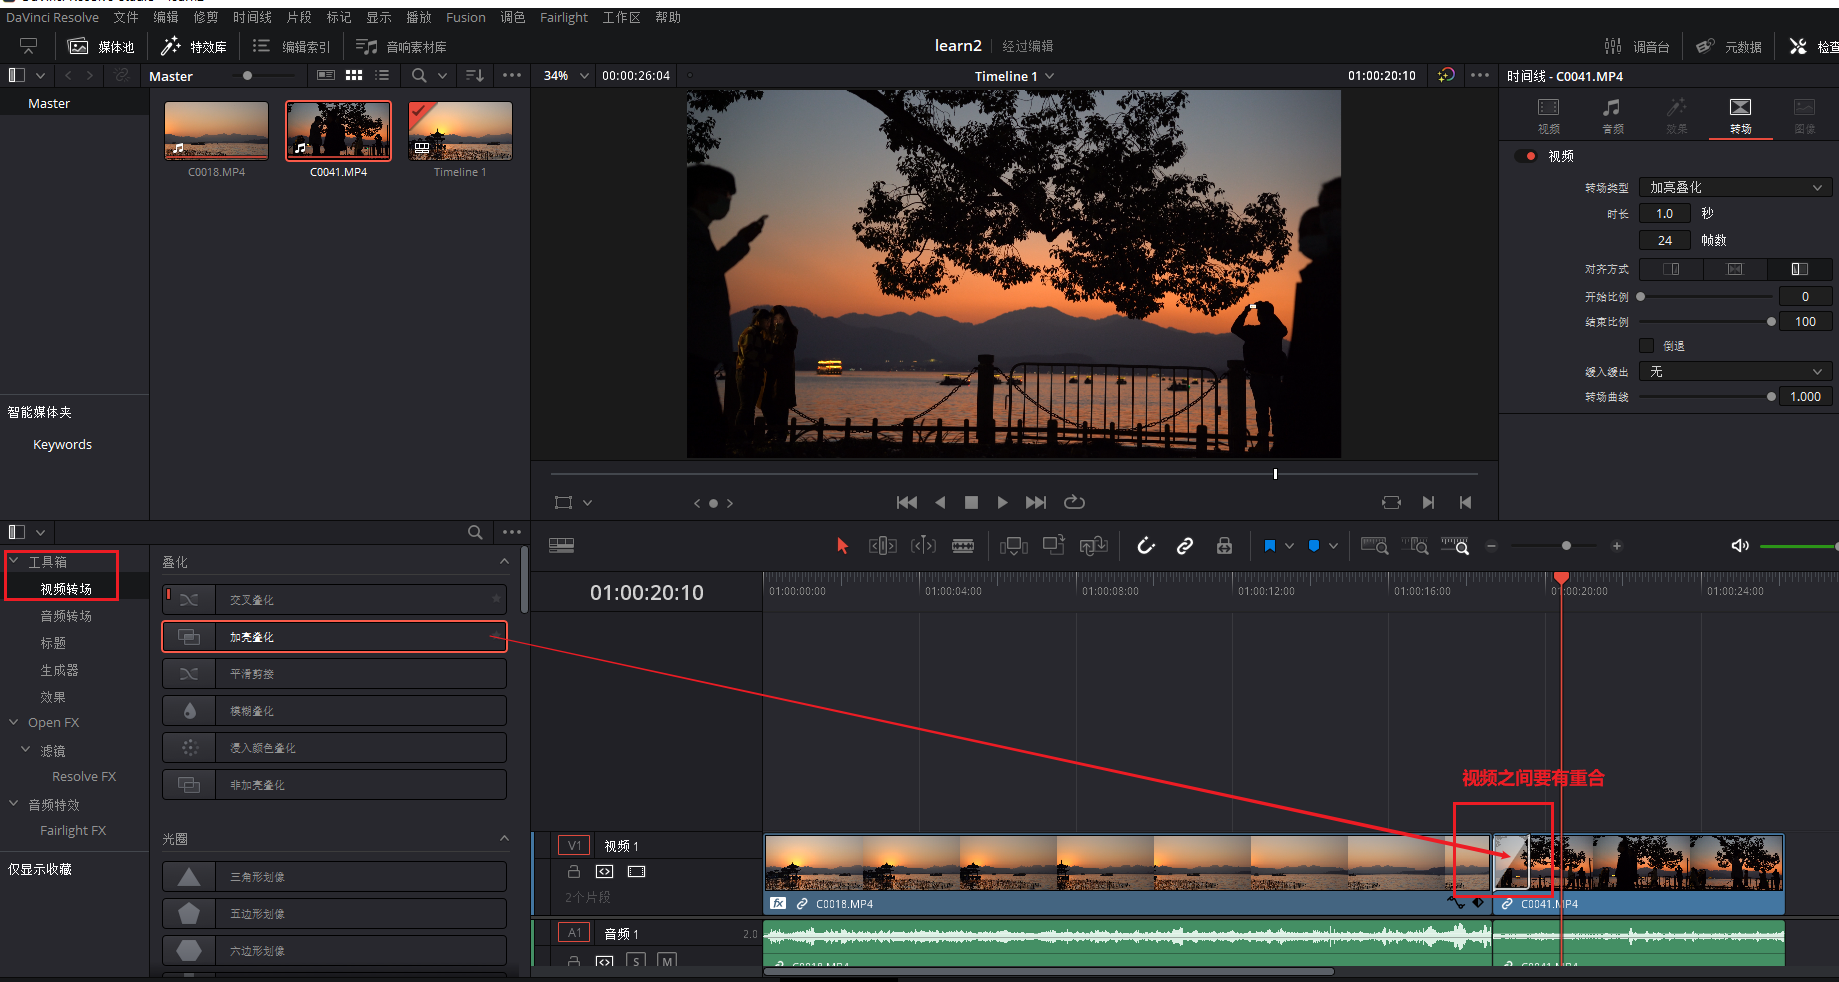 DaVinci Resolve 文件 编辑 修剪 时间线 片段 标记 显示 播放 Fusion 调色 Fairlight 工作区 帮助
媒体池 特效库 编辑索引 音响素材库 learn2 经过编辑 调音台 元数据 检查
Master 34% 00:00:26:04 Timeline 1 01:00:20:10 时间线 - C0041.MP4
Master
C0018.MP4 C0041.MP4 Timeline 1
视频 音频 效果 转场 图像
视频
转场类型 加亮叠化
时长 1.0 秒
24 帧数
对齐方式
开始比例 0
结束比例 100
倒退
缓入缓出 无
转场曲线 1.000
智能媒体夹
Keywords
工具箱
视频转场
音频转场
标题
生成器
效果
Open FX
滤镜
Resolve FX
音频特效
Fairlight FX
仅显示收藏
叠化
交叉叠化
加亮叠化
平滑剪接
模糊叠化
浸入颜色叠化
非加亮叠化
光圈
三角形划像
五边形划像
六边形划像
01:00:20:10
01:00:00:00 01:00:04:00 01:00:08:00 01:00:12:00 01:00:16:00 01:00:20:00 01:00:24:00
视频之间要有重合
V1 视频 1
2个片段
fx C0018.MP4 C0041.MP4
A1 音频 1 2.0
S M C0018.MP4 C0041.MP4